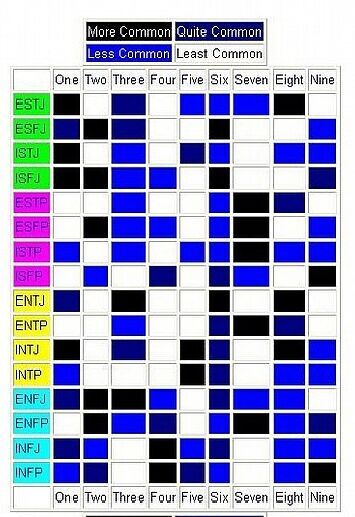 More Common Quite Common
Less Common Least Common
One Two Three Four Five Six Seven Eight Nine
ESTJ
ESFJ
ISTJ
ISFJ
ESTP
ESFP
ISTP
ISFP
ENTJ
ENTP
INTJ
INTP
ENFJ
ENFP
INFJ
INFP
One Two Three Four Five Six Seven Eight Nine